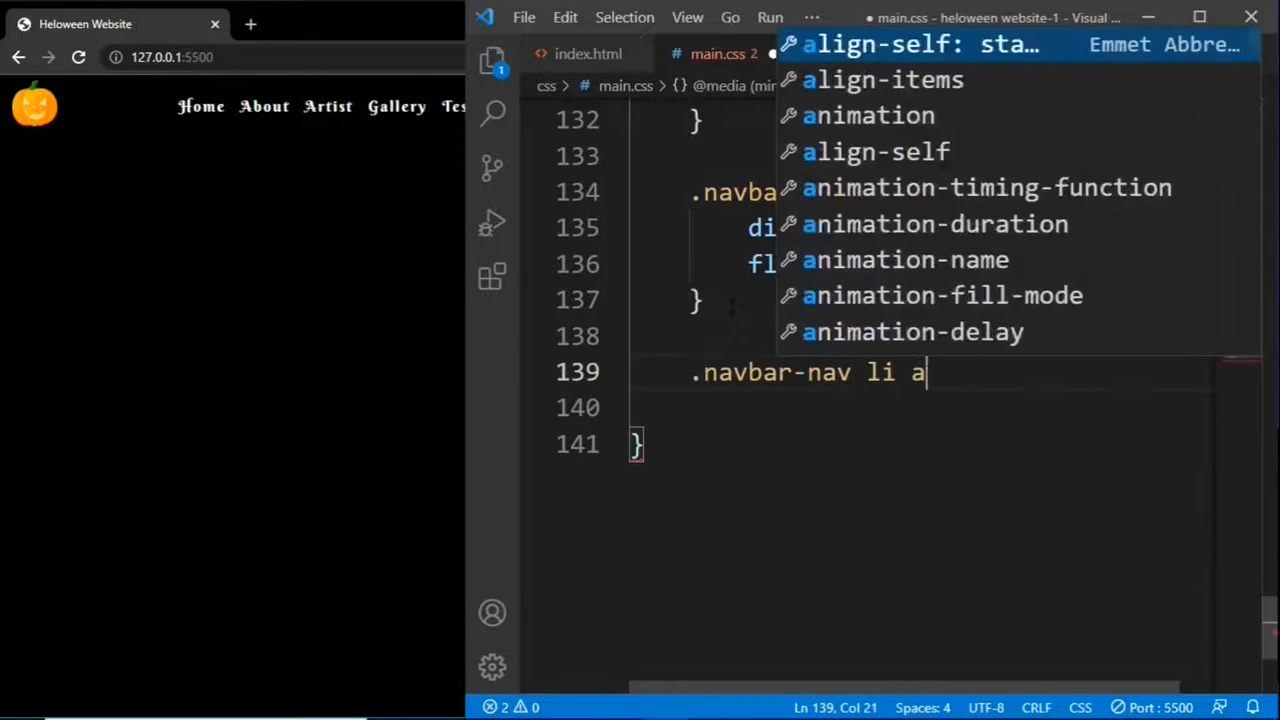 Heloween Website
127.0.0.1:5500
Home About Artist Gallery Tes
File Edit Selection View Go Run ···
● main.css - heloween website-1 - Visual ...
index.html
# main.css 2 ●
css > # main.css > {} @media (min
1
align-self: sta… Emmet Abbre…
align-items
animation
align-self
animation-timing-function
animation-duration
animation-name
animation-fill-mode
animation-delay
132 }
133
134 .navba
135 di
136 fl
137 }
138
139 .navbar-nav li a
140
141 }
2 0 Ln 139, Col 21 Spaces: 4 UTF-8 CRLF CSS Port : 5500